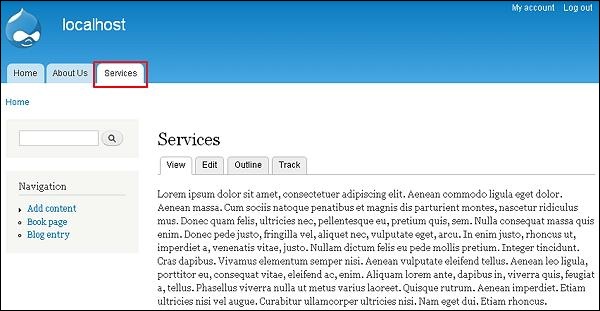 My account Log out
localhost
Home About Us Services
Home
Services
View Edit Outline Track
Navigation
Add content
Book page
Blog entry
Lorem ipsum dolor sit amet, consectetuer adipiscing elit. Aenean commodo ligula eget dolor.
Aenean massa. Cum sociis natoque penatibus et magnis dis parturient montes, nascetur ridiculus
mus. Donec quam felis, ultricies nec, pellentesque eu, pretium quis, sem. Nulla consequat massa quis
enim. Donec pede justo, fringilla vel, aliquet nec, vulputate eget, arcu. In enim justo, rhoncus ut,
imperdiet a, venenatis vitae, justo. Nullam dictum felis eu pede mollis pretium. Integer tincidunt.
Cras dapibus. Vivamus elementum semper nisi. Aenean vulputate eleifend tellus. Aenean leo ligula,
porttitor eu, consequat vitae, eleifend ac, enim. Aliquam lorem ante, dapibus in, viverra quis, feugiat
a, tellus. Phasellus viverra nulla ut metus varius laoreet. Quisque rutrum. Aenean imperdiet. Etiam
ultricies nisi vel augue. Curabitur ullamcorper ultricies nisi. Nam eget dui. Etiam rhoncus.